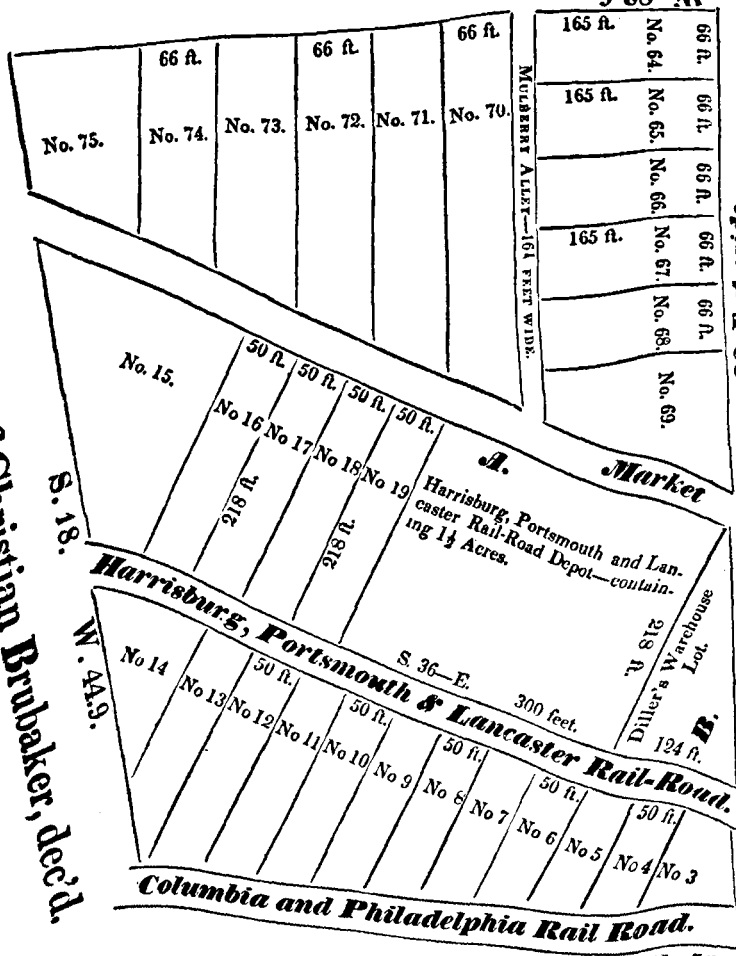 66 ft.
66 ft.
66 ft.
No. 75.
No. 74.
No. 73.
No. 72.
No. 71.
No. 70.
MULBERRY ALLEY—16½ FEET WIDE.
165 ft.
No. 64.
66 ft.
165 ft.
No. 65.
66 ft.
No. 66.
66 ft.
165 ft.
No. 67.
66 ft.
No. 68.
66 ft.
No. 69.
No. 15.
50 ft.
50 ft.
50 ft.
50 ft.
No 16
No 17
No 18
No 19
218 ft.
218 ft.
A.
Market
Harrisburg, Portsmouth and Lan-
caster Rail-Road Depot—contain-
ing 1½ Acres.
218 ft.
S. 36—E.
300 feet.
Diller's Warehouse
Lot.
B.
124 ft.
S. 18.
W. 44.9.
Christian Brubaker, dec'd.
Harrisburg, Portsmouth & Lancaster Rail-Road.
No 14
No 13
50 ft.
No 12
No 11
50 ft.
No 10
No 9
50 ft.
No 8
No 7
50 ft.
No 6
No 5
50 ft.
No 4
No 3
Columbia and Philadelphia Rail Road.